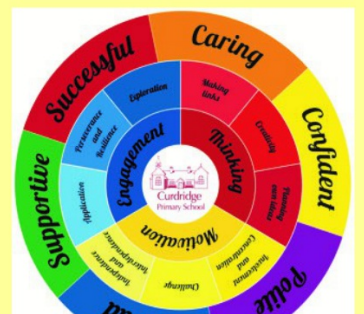 Successful
Caring
Confident
Polite
Supportive
Exploration
Making
links
Perseverance
and
Resilience
Creativity
Application
Planning
own ideas
Engagement
Thinking
Motivation
Curdridge
Primary School
Independence
and
Interdependence
Challenge
Involvement
and
Concentration